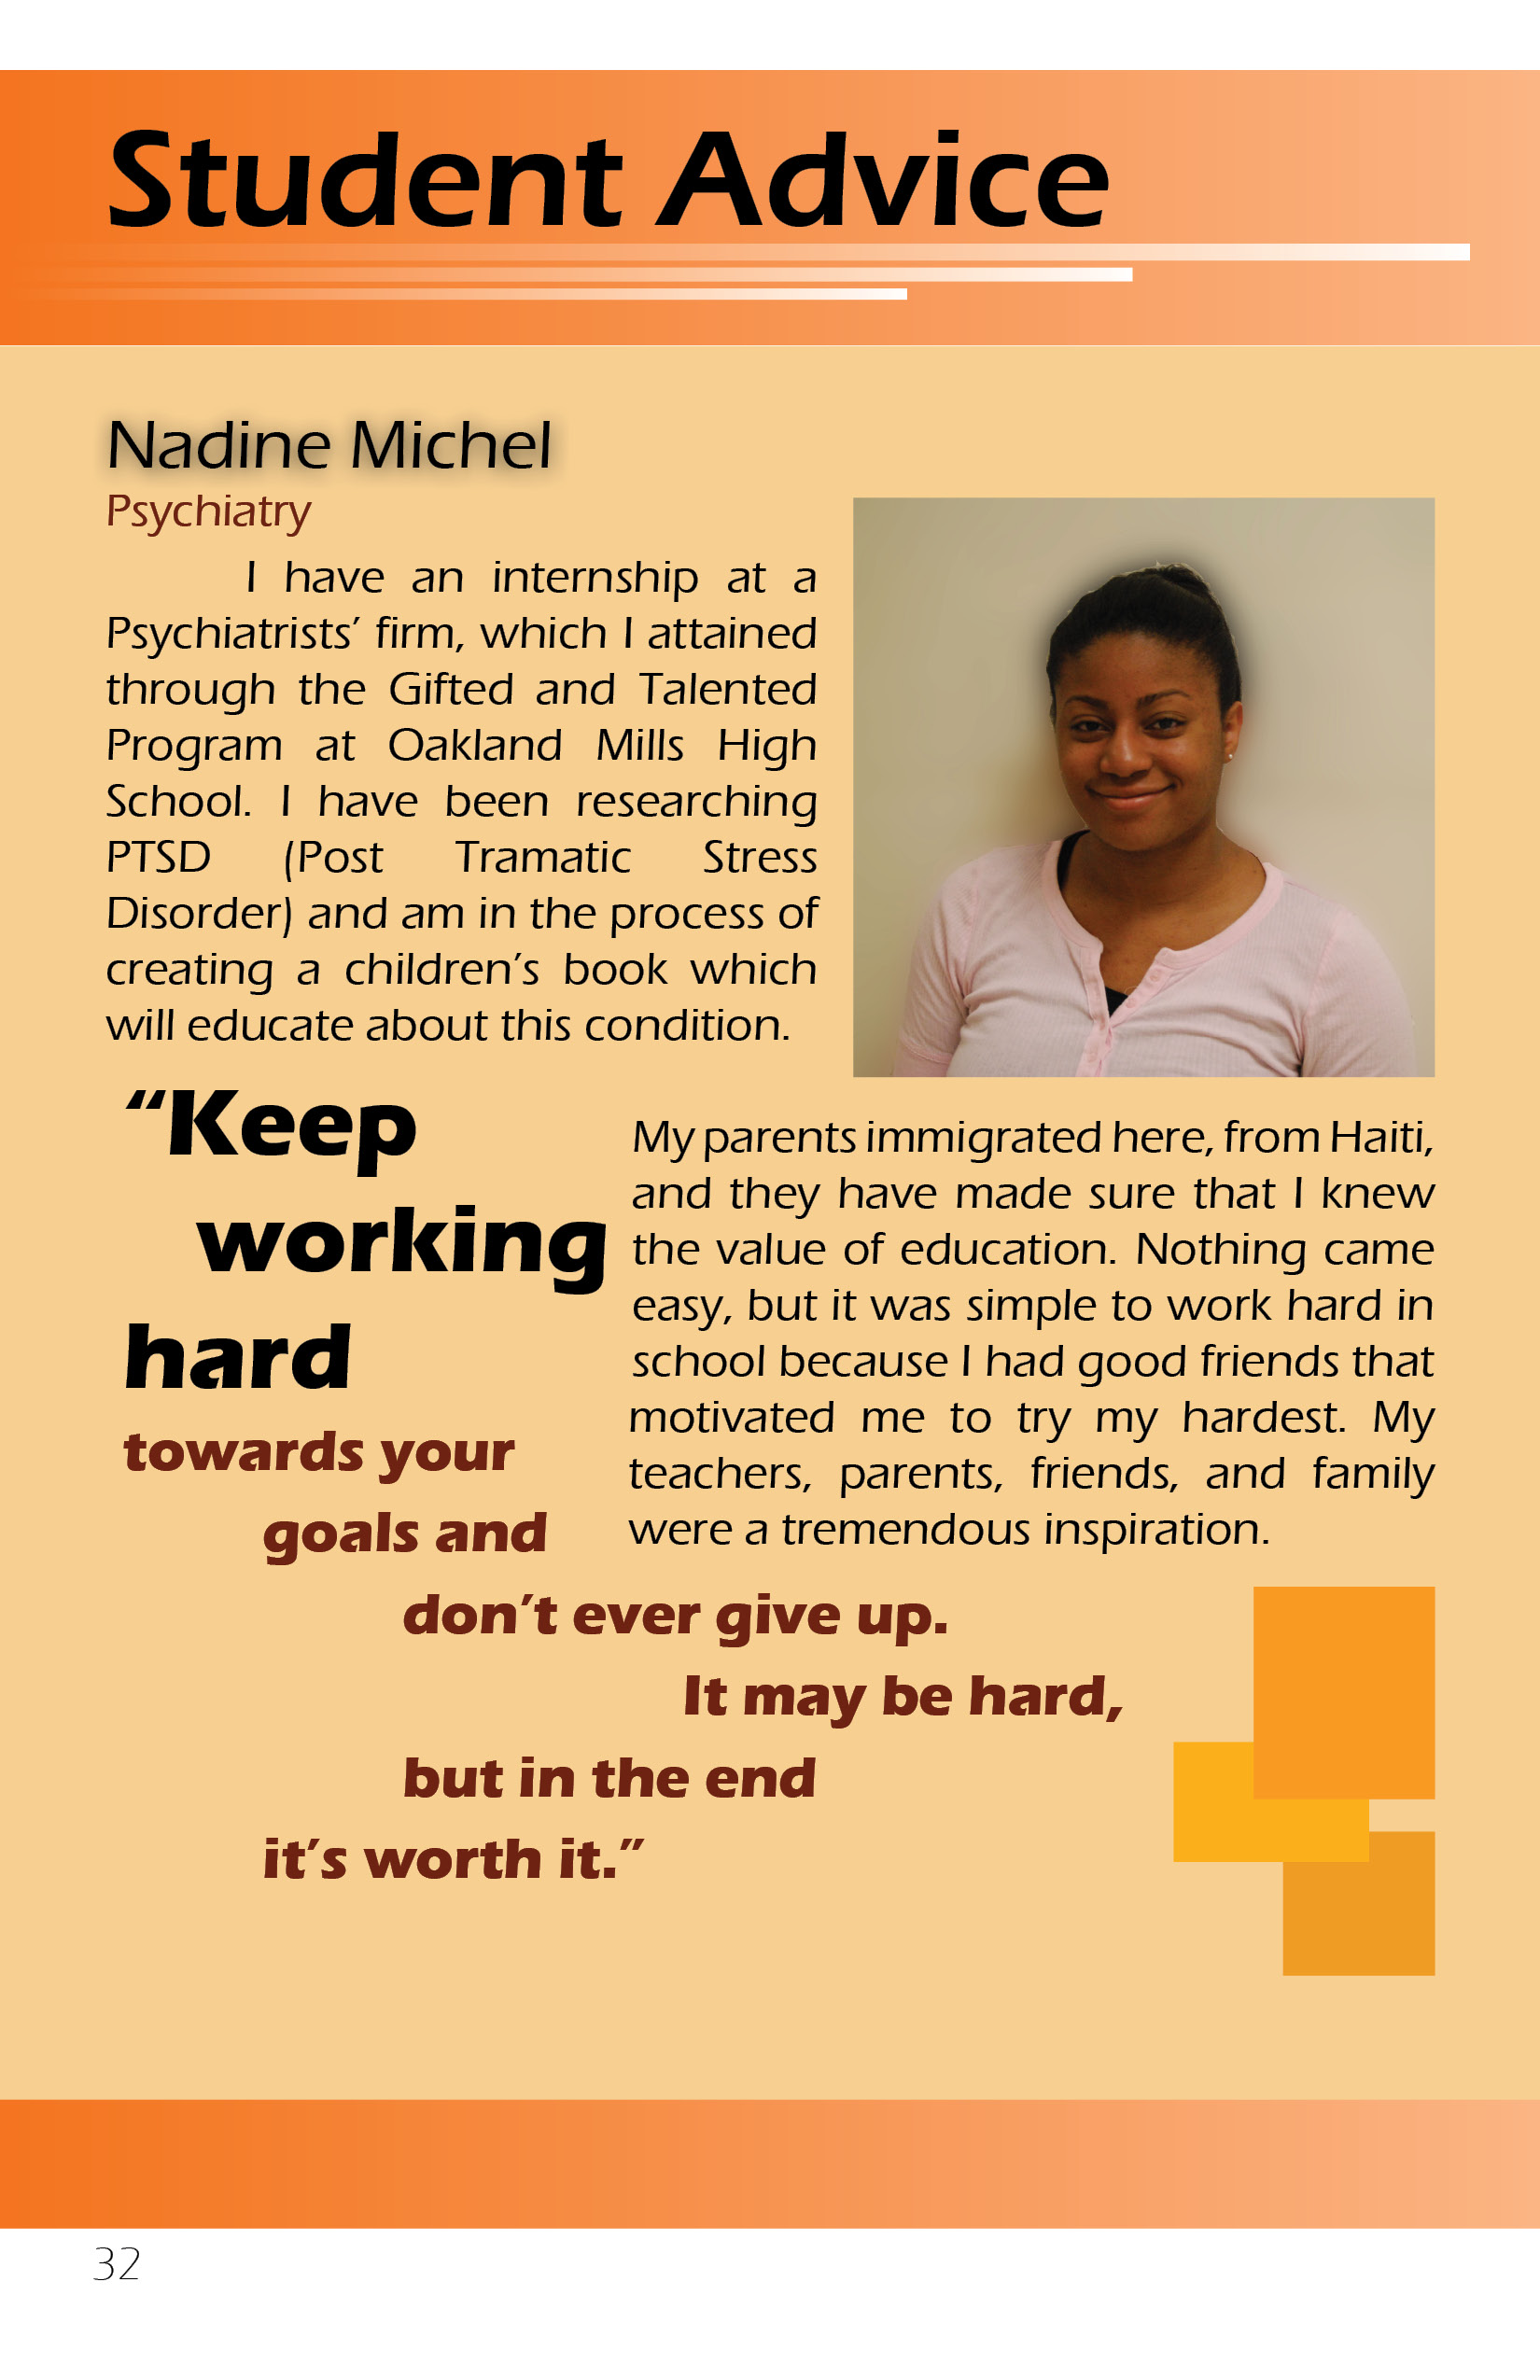 Student Advice
Nadine Michel
Psychiatry
I have an internship at a
Psychiatrists’ firm, which I attained
through the Gifted and Talented
Program at Oakland Mills High
School. I have been researching
PTSD (Post Tramatic Stress
Disorder) and am in the process of
creating a children’s book which
will educate about this condition.
“Keep
working
hard
towards your
goals and
don’t ever give up.
It may be hard,
but in the end
it’s worth it.”
My parents immigrated here, from Haiti,
and they have made sure that I knew
the value of education. Nothing came
easy, but it was simple to work hard in
school because I had good friends that
motivated me to try my hardest. My
teachers, parents, friends, and family
were a tremendous inspiration.
32